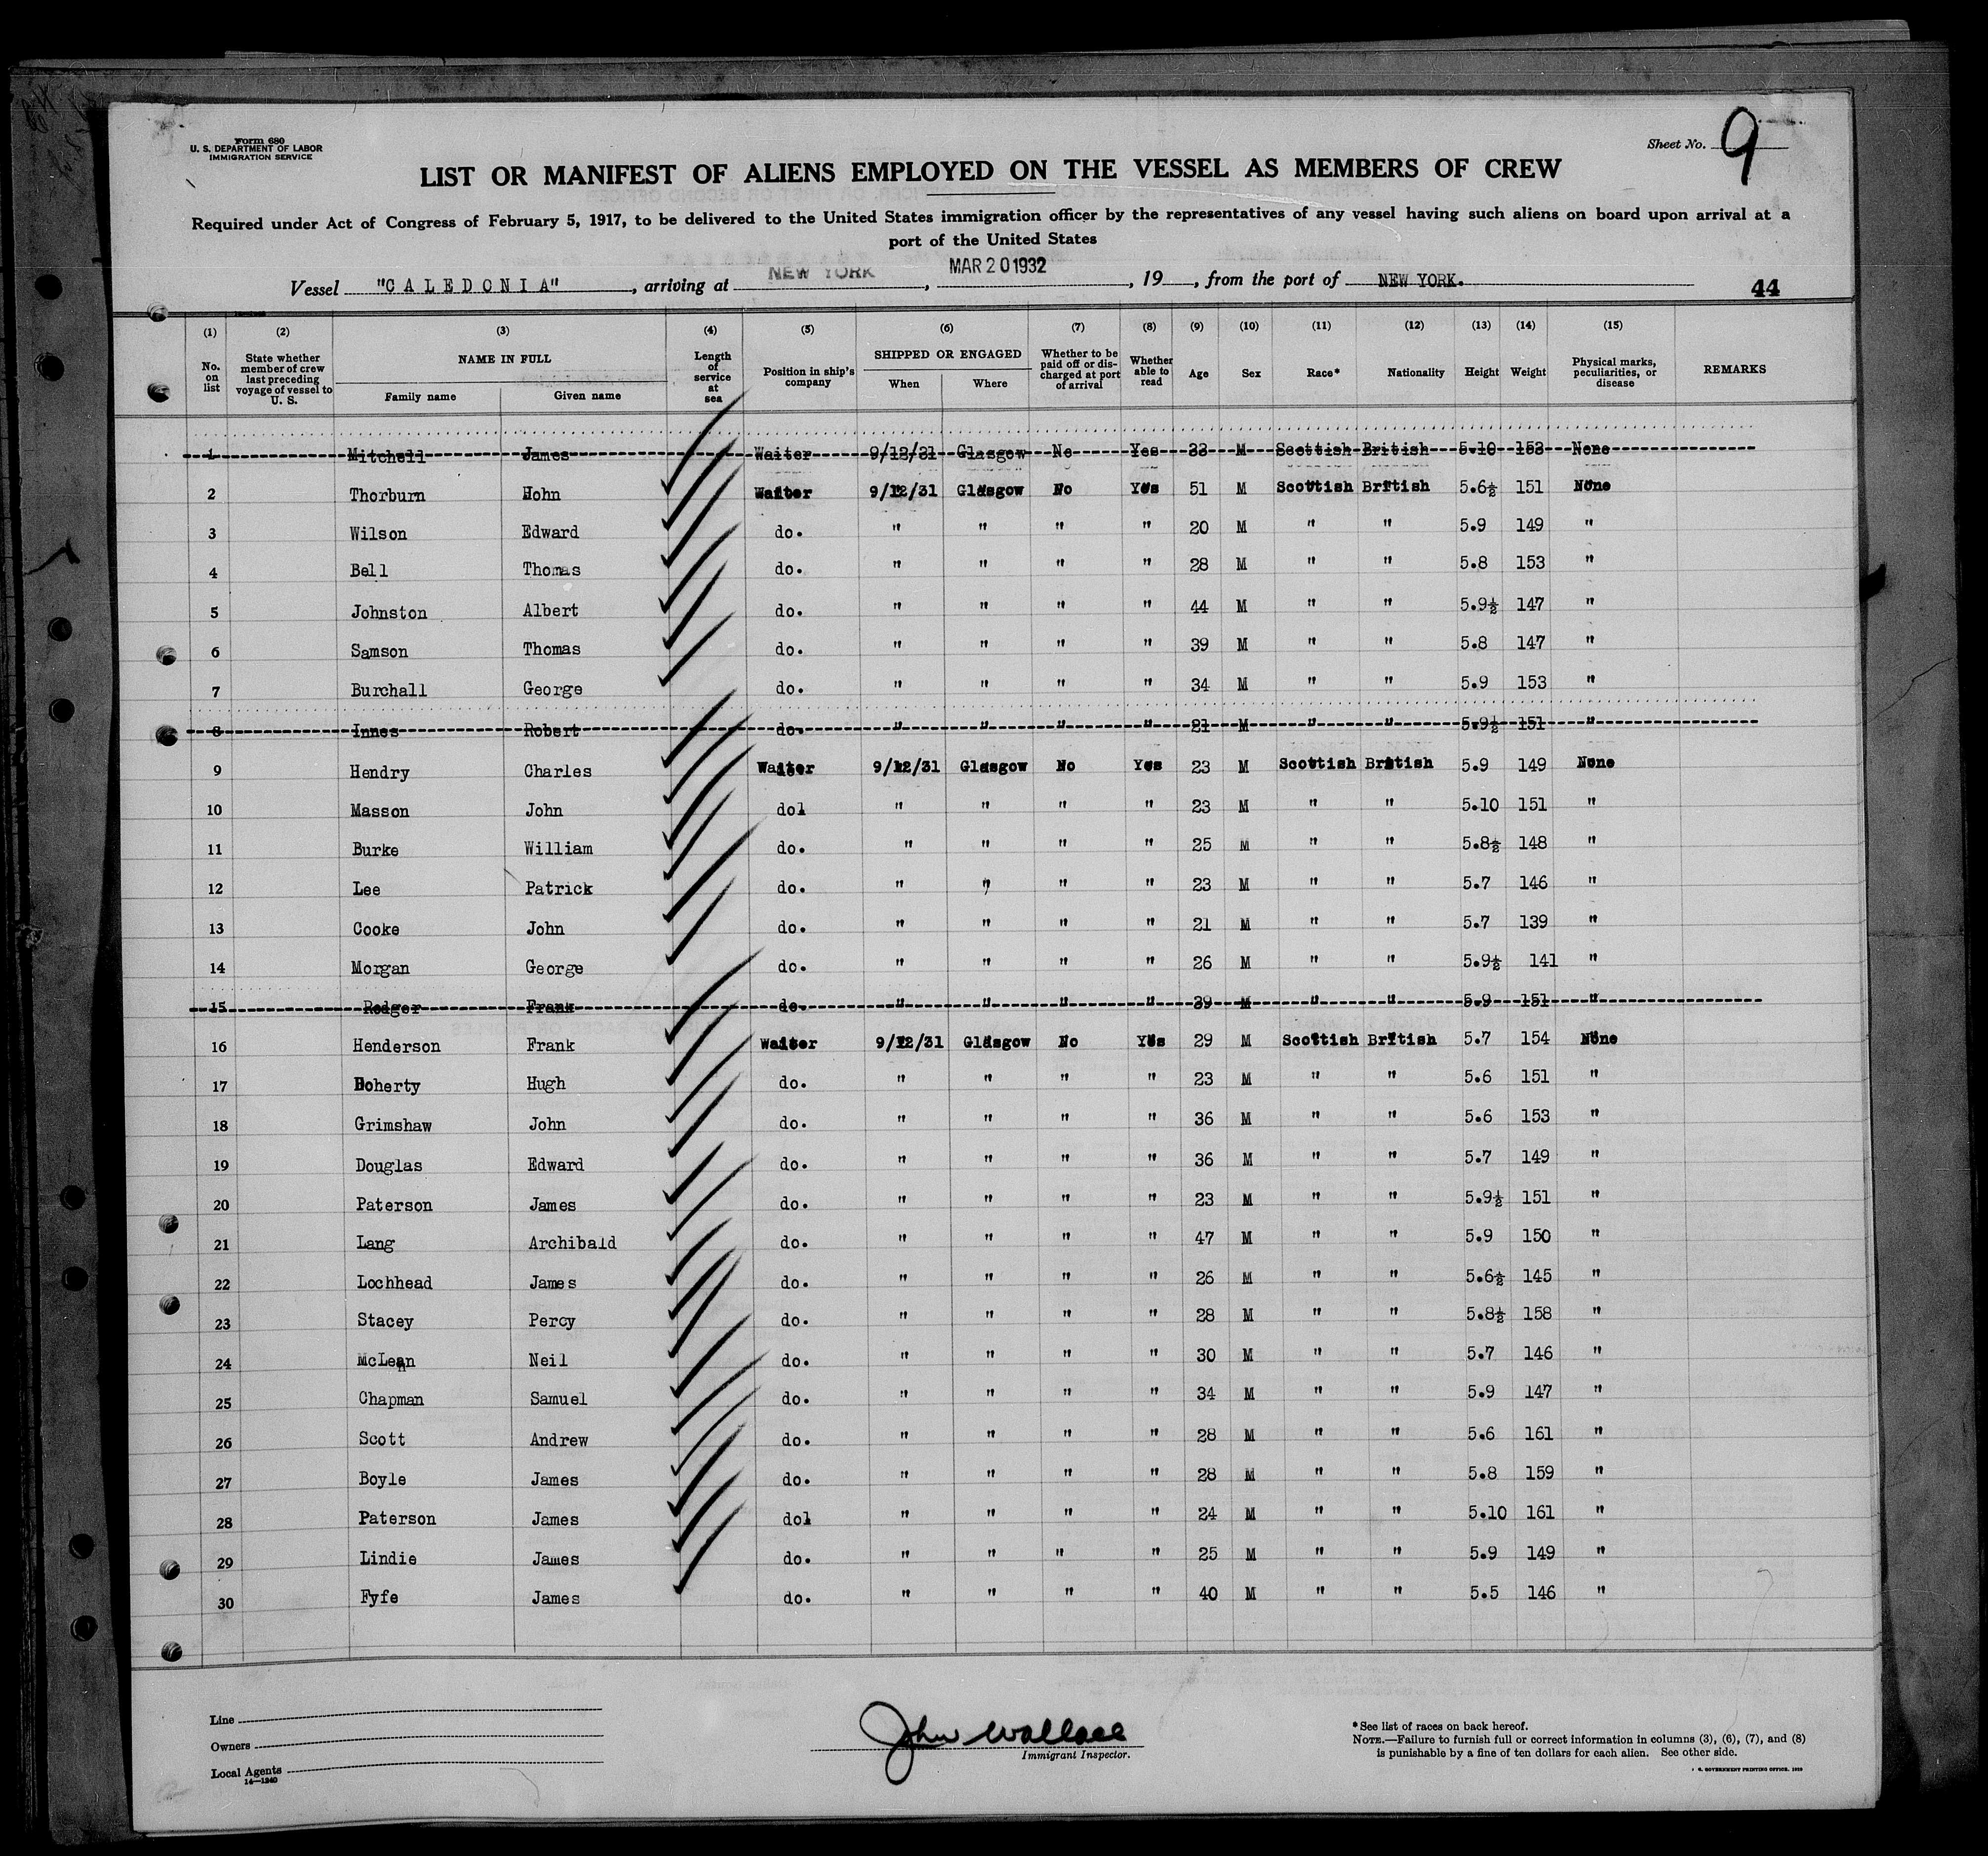 Form 680
U. S. DEPARTMENT OF LABOR
IMMIGRATION SERVICE
Sheet No. 9
LIST OR MANIFEST OF ALIENS EMPLOYED ON THE VESSEL AS MEMBERS OF CREW
Required under Act of Congress of February 5, 1917, to be delivered to the United States immigration officer by the representatives of any vessel having such aliens on board upon arrival at a
port of the United States
Vessel "CALEDONIA", arriving at NEW YORK, MAR 20 1932, 19, from the port of NEW YORK. 44
(1) (2) (3) (4) (5) (6) (7) (8) (9) (10) (11) (12) (13) (14) (15)
No. on list State whether member of crew last preceding voyage of vessel to U. S. NAME IN FULL Family name Given name Length of service at sea Position in ship's company SHIPPED OR ENGAGED When Where Whether to be paid off or discharged at port of arrival Whether able to read Age Sex Race* Nationality Height Weight Physical marks, peculiarities, or disease REMARKS
1 Mitchell James Waiter 9/12/31 Glasgow No Yes 33 M Scottish British 5.10 153 None
2 Thorburn Hohn Waiter 9/12/31 Glasgow No Yes 51 M Scottish British 5.6½ 151 None
3 Wilson Edward do. " " " " 20 M " " 5.9 149 "
4 Bell Thomas do. " " " " 28 M " " 5.8 153 "
5 Johnston Albert do. " " " " 44 M " " 5.9½ 147 "
6 Samson Thomas do. " " " " 39 M " " 5.8 147 "
7 Burchall George do. " " " " 34 M " " 5.9 153 "
8 Innes Robert do. " " " " 21 M " " 5.9½ 151 "
9 Hendry Charles Waiter 9/12/31 Glasgow No Yes 23 M Scottish British 5.9 149 None
10 Masson John dol " " " " 23 M " " 5.10 151 "
11 Burke William do. " " " " 25 M " " 5.8½ 148 "
12 Lee Patrick do. " " " " 23 M " " 5.7 146 "
13 Cooke John do. " " " " 21 M " " 5.7 139 "
14 Morgan George do. " " " " 26 M " " 5.9½ 141 "
15 Rodger Frank do. " " " " 39 M " " 5.9 151 "
16 Henderson Frank Waiter 9/12/31 Glasgow No Yes 29 M Scottish British 5.7 154 None
17 Doherty Hugh do. " " " " 23 M " " 5.6 151 "
18 Grimshaw John do. " " " " 36 M " " 5.6 153 "
19 Douglas Edward do. " " " " 36 M " " 5.7 149 "
20 Paterson James do. " " " " 23 M " " 5.9½ 151 "
21 Lang Archibald do. " " " " 47 M " " 5.9 150 "
22 Lochhead James do. " " " " 26 M " " 5.6½ 145 "
23 Stacey Percy do. " " " " 28 M " " 5.8½ 158 "
24 McLean Neil do. " " " " 30 M " " 5.7 146 "
25 Chapman Samuel do. " " " " 34 M " " 5.9 147 "
26 Scott Andrew do. " " " " 28 M " " 5.6 161 "
27 Boyle James do. " " " " 28 M " " 5.8 159 "
28 Paterson James dol " " " " 24 M " " 5.10 161 "
29 Lindie James do. " " " " 25 M " " 5.9 149 "
30 Fyfe James do. " " " " 40 M " " 5.5 146 "
Line
Owners
Local Agents
14—1240
John Wallace
Immigrant Inspector.
*See list of races on back hereof.
NOTE.—Failure to furnish full or correct information in columns (3), (6), (7), and (8)
is punishable by a fine of ten dollars for each alien. See other side.
GOVERNMENT PRINTING OFFICE